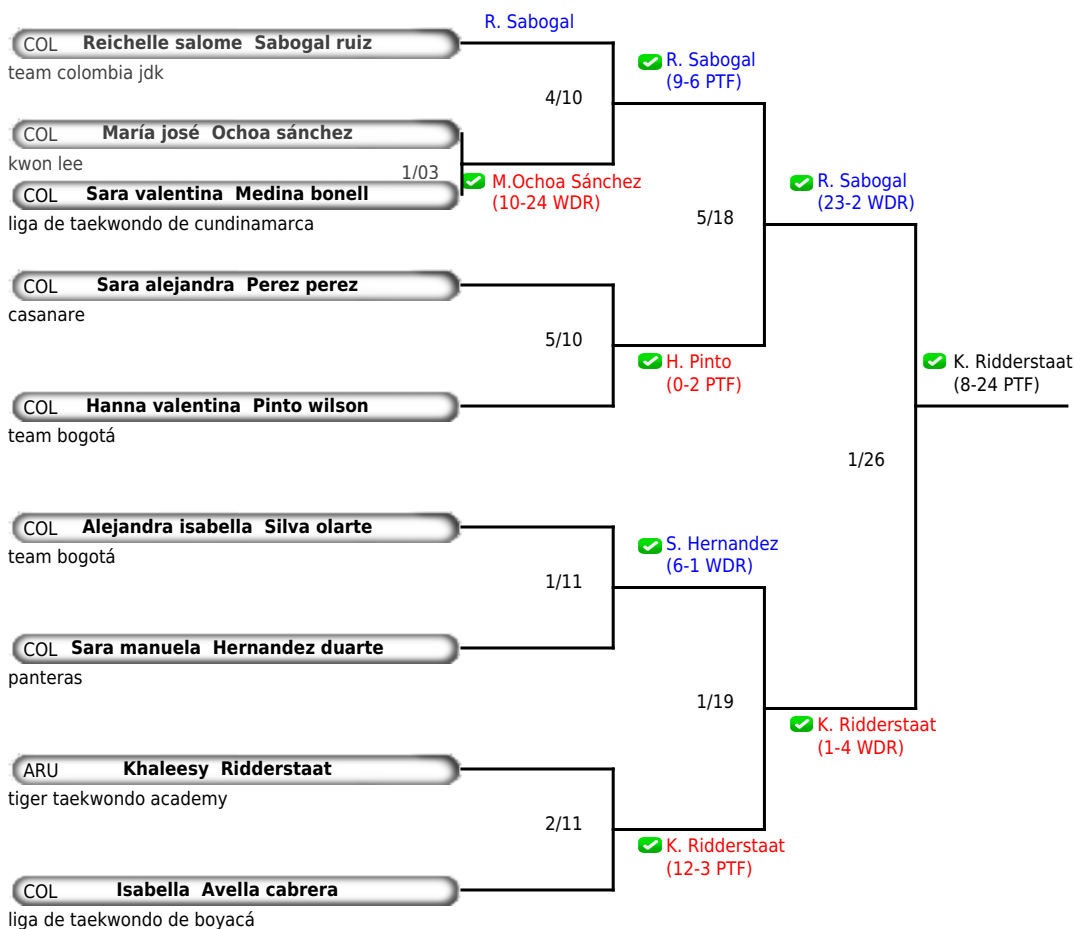 R. Sabogal
COL Reichelle salome Sabogal ruiz
team colombia jdk
R. Sabogal
(9-6 PTF)
4/10
COL María josé Ochoa sánchez
kwon lee
1/03
COL Sara valentina Medina bonell
liga de taekwondo de cundinamarca
M.Ochoa Sánchez
(10-24 WDR)
R. Sabogal
(23-2 WDR)
5/18
COL Sara alejandra Perez perez
casanare
5/10
H. Pinto
(0-2 PTF)
K. Ridderstaat
(8-24 PTF)
COL Hanna valentina Pinto wilson
team bogotá
1/26
COL Alejandra isabella Silva olarte
team bogotá
S. Hernandez
(6-1 WDR)
1/11
COL Sara manuela Hernandez duarte
panteras
1/19
K. Ridderstaat
(1-4 WDR)
ARU Khaleesy Ridderstaat
tiger taekwondo academy
2/11
K. Ridderstaat
(12-3 PTF)
COL Isabella Avella cabrera
liga de taekwondo de boyacá